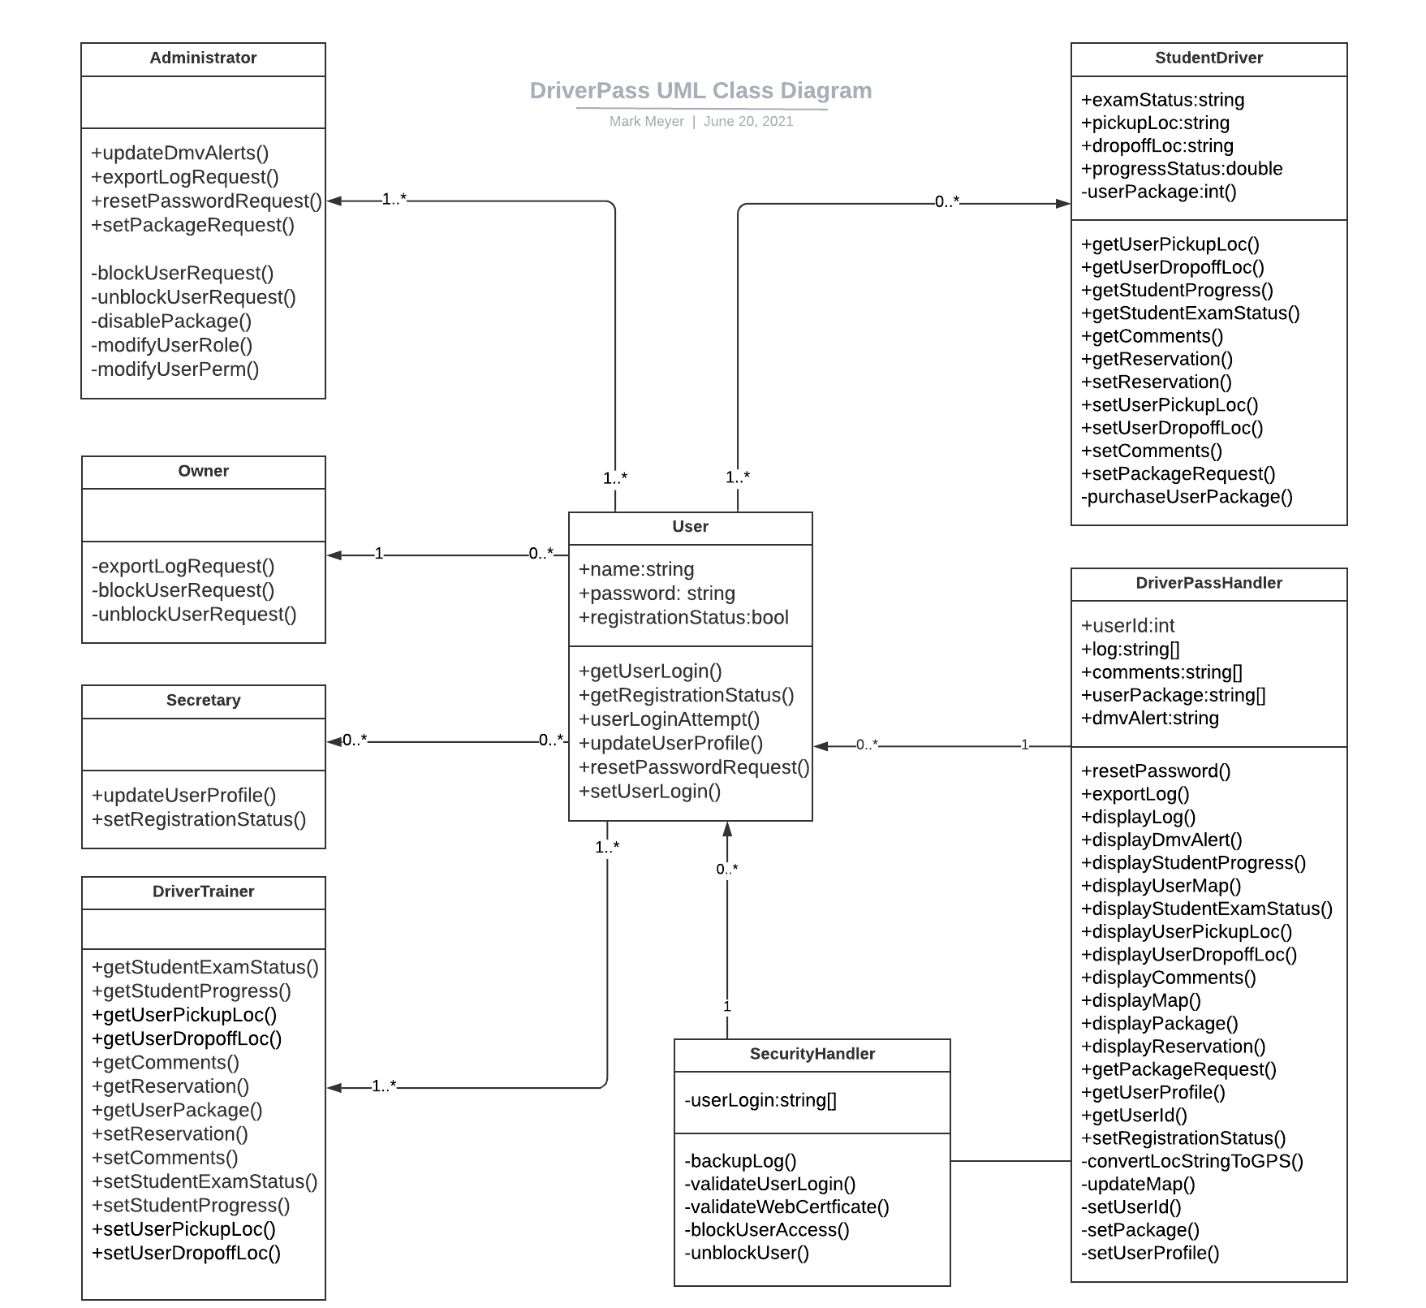 DriverPass UML Class Diagram
Mark Meyer | June 20, 2021
Administrator
+updateDmvAlerts()
+exportLogRequest()
+resetPasswordRequest()
+setPackageRequest()
-blockUserRequest()
-unblockUserRequest()
-disablePackage()
-modifyUserRole()
-modifyUserPerm()
1..*
1..*
StudentDriver
+examStatus:string
+pickupLoc:string
+dropoffLoc:string
+progressStatus:double
-userPackage:int()
+getUserPickupLoc()
+getUserDropoffLoc()
+getStudentProgress()
+getStudentExamStatus()
+getComments()
+getReservation()
+setReservation()
+setUserPickupLoc()
+setUserDropoffLoc()
+setComments()
+setPackageRequest()
-purchaseUserPackage()
0..*
1..*
Owner
-exportLogRequest()
-blockUserRequest()
-unblockUserRequest()
1
0..*
User
+name:string
+password: string
+registrationStatus:bool
+getUserLogin()
+getRegistrationStatus()
+userLoginAttempt()
+updateUserProfile()
+resetPasswordRequest()
+setUserLogin()
Secretary
+updateUserProfile()
+setRegistrationStatus()
0..*
0..*
DriverPassHandler
+userId:int
+log:string[]
+comments:string[]
+userPackage:string[]
+dmvAlert:string
+resetPassword()
+exportLog()
+displayLog()
+displayDmvAlert()
+displayStudentProgress()
+displayUserMap()
+displayStudentExamStatus()
+displayUserPickupLoc()
+displayUserDropoffLoc()
+displayComments()
+displayMap()
+displayPackage()
+displayReservation()
+getPackageRequest()
+getUserProfile()
+getUserId()
+setRegistrationStatus()
-convertLocStringToGPS()
-updateMap()
-setUserId()
-setPackage()
-setUserProfile()
0..*
1
DriverTrainer
+getStudentExamStatus()
+getStudentProgress()
+getUserPickupLoc()
+getUserDropoffLoc()
+getComments()
+getReservation()
+getUserPackage()
+setReservation()
+setComments()
+setStudentExamStatus()
+setStudentProgress()
+setUserPickupLoc()
+setUserDropoffLoc()
1..*
1..*
0..*
1
SecurityHandler
-userLogin:string[]
-backupLog()
-validateUserLogin()
-validateWebCertficate()
-blockUserAccess()
-unblockUser()